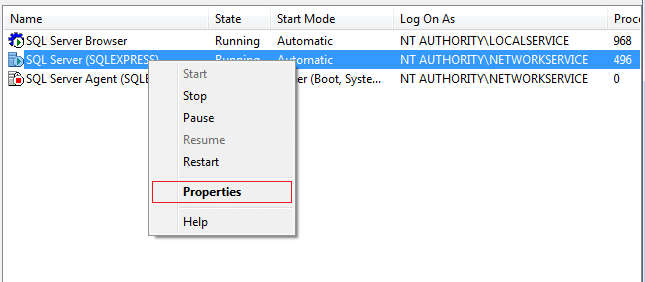 Name State Start Mode Log On As Proce
SQL Server Browser Running Automatic NT AUTHORITY\LOCALSERVICE 968
SQL Server (SQLEXPRESS) Running Automatic NT AUTHORITY\NETWORKSERVICE 496
SQL Server Agent (SQLE er (Boot, Syste... NT AUTHORITY\NETWORKSERVICE 0
Start
Stop
Pause
Resume
Restart
Properties
Help